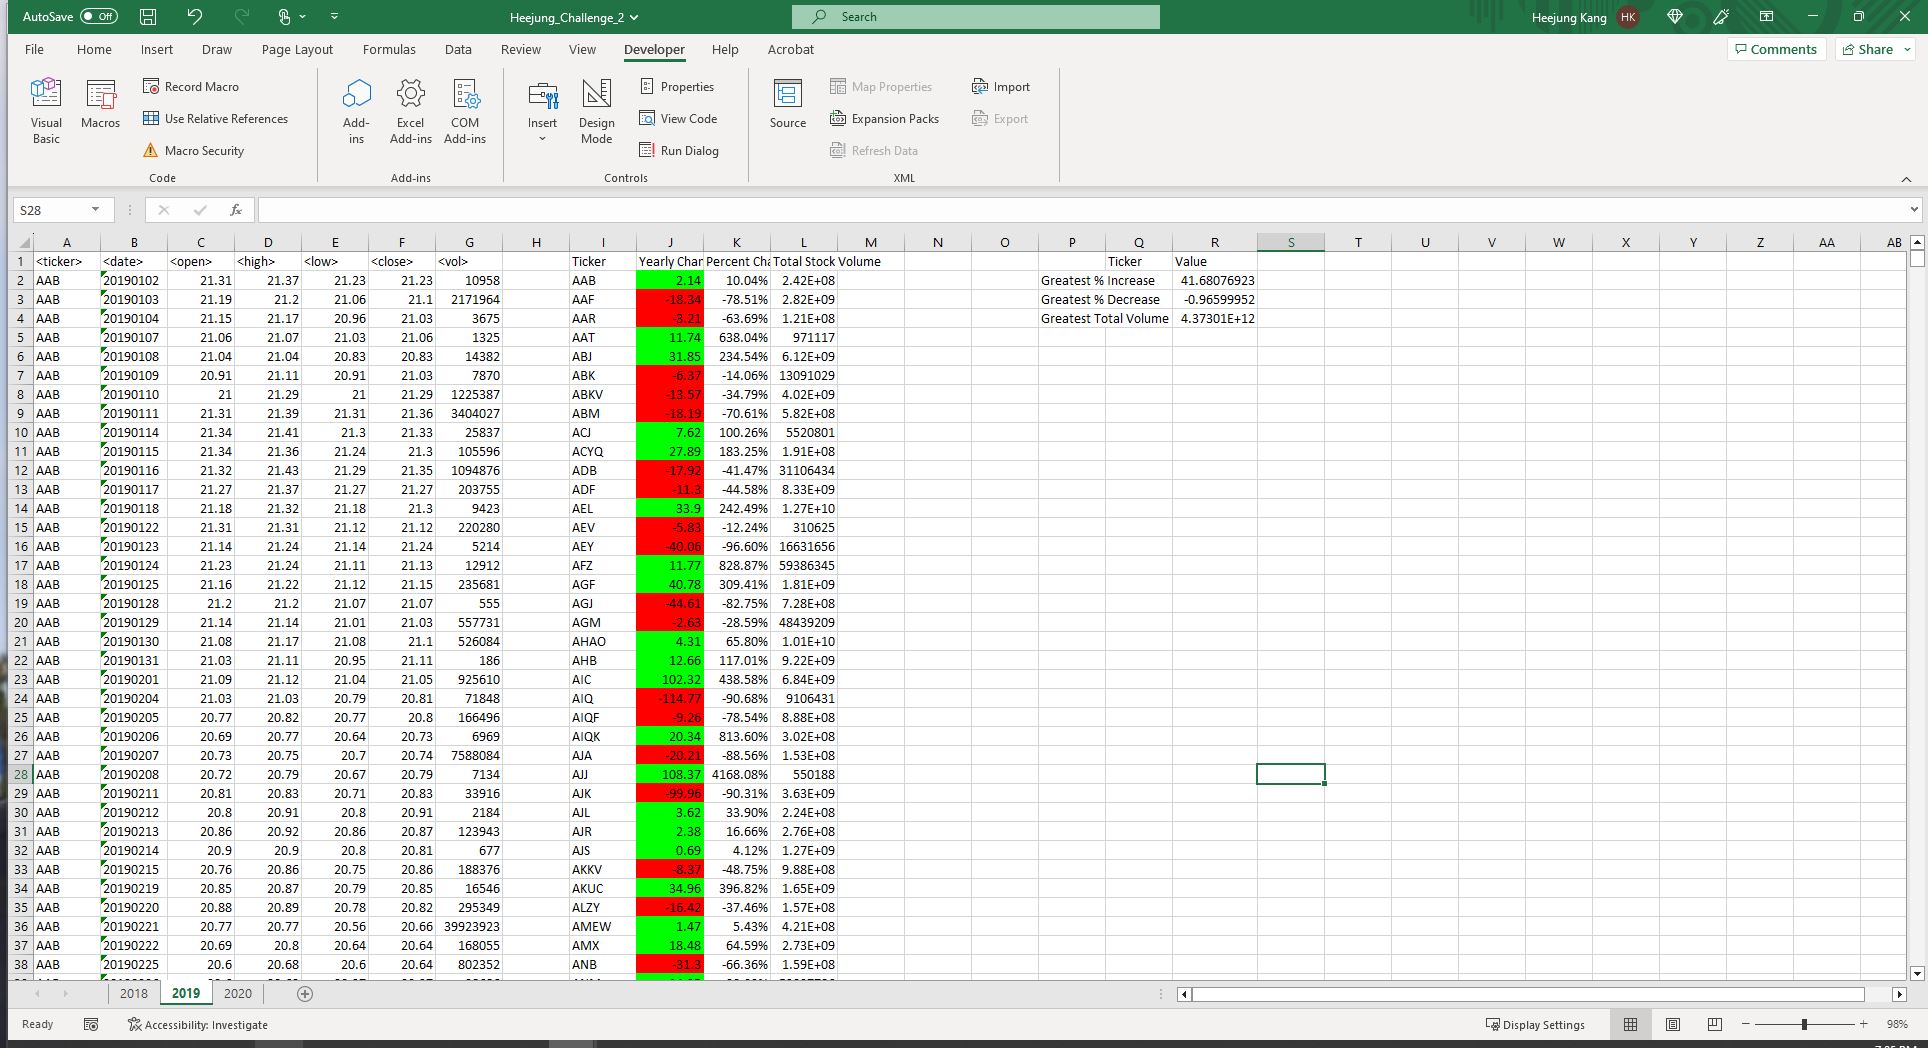 AutoSave Off Heejung_Challenge_2 Search Heejung Kang HK
File Home Insert Draw Page Layout Formulas Data Review View Developer Help Acrobat Comments Share
Visual Basic Macros Record Macro Use Relative References Macro Security Add-ins Excel Add-ins COM Add-ins Insert Design Mode Properties View Code Run Dialog Source Map Properties Expansion Packs Refresh Data Import Export
Code Add-ins Controls XML
S28 fx
A B C D E F G H I J K L M N O P Q R S T U V W X Y Z AA AB
1 <ticker> <date> <open> <high> <low> <close> <vol> Ticker Yearly Chan Percent Cha Total Stock Volume Ticker Value
2 AAB 20190102 21.31 21.37 21.23 21.23 10958 AAB 2.14 10.04% 2.42E+08 Greatest % Increase 41.68076923
3 AAB 20190103 21.19 21.2 21.06 21.1 2171964 AAF -18.34 -78.51% 2.82E+09 Greatest % Decrease -0.96599952
4 AAB 20190104 21.15 21.17 20.96 21.03 3675 AAR -3.21 -63.69% 1.21E+08 Greatest Total Volume 4.37301E+12
5 AAB 20190107 21.06 21.07 21.03 21.06 1325 AAT 11.74 638.04% 971117
6 AAB 20190108 21.04 21.04 20.83 20.83 14382 ABJ 31.85 234.54% 6.12E+09
7 AAB 20190109 20.91 21.11 20.91 21.03 7870 ABK -6.37 -14.06% 13091029
8 AAB 20190110 21 21.29 21 21.29 1225387 ABKV -13.57 -34.79% 4.02E+09
9 AAB 20190111 21.31 21.39 21.31 21.36 3404027 ABM -18.19 -70.61% 5.82E+08
10 AAB 20190114 21.34 21.41 21.3 21.33 25837 ACJ 7.62 100.26% 5520801
11 AAB 20190115 21.34 21.36 21.24 21.3 105596 ACYQ 27.89 183.25% 1.91E+08
12 AAB 20190116 21.32 21.43 21.29 21.35 1094876 ADB -17.92 -41.47% 31106434
13 AAB 20190117 21.27 21.37 21.27 21.27 203755 ADF -11.3 -44.58% 8.33E+09
14 AAB 20190118 21.18 21.32 21.18 21.3 9423 AEL 33.9 242.49% 1.27E+10
15 AAB 20190122 21.31 21.31 21.12 21.12 220280 AEV -5.83 -12.24% 310625
16 AAB 20190123 21.14 21.24 21.14 21.24 5214 AEY -40.06 -96.60% 16631656
17 AAB 20190124 21.23 21.24 21.11 21.13 12912 AFZ 11.77 828.87% 59386345
18 AAB 20190125 21.16 21.22 21.12 21.15 235681 AGF 40.78 309.41% 1.81E+09
19 AAB 20190128 21.2 21.2 21.07 21.07 555 AGJ -44.61 -82.75% 7.28E+08
20 AAB 20190129 21.14 21.14 21.01 21.03 557731 AGM -2.63 -28.59% 48439209
21 AAB 20190130 21.08 21.17 21.08 21.1 526084 AHAO 4.31 65.80% 1.01E+10
22 AAB 20190131 21.03 21.11 20.95 21.11 186 AHB 12.66 117.01% 9.22E+09
23 AAB 20190201 21.09 21.12 21.04 21.05 925610 AIC 102.32 438.58% 6.84E+09
24 AAB 20190204 21.03 21.03 20.79 20.81 71848 AIQ -114.77 -90.68% 9106431
25 AAB 20190205 20.77 20.82 20.77 20.8 166496 AIQF -9.26 -78.54% 8.88E+08
26 AAB 20190206 20.69 20.77 20.64 20.73 6969 AIQK 20.34 813.60% 3.02E+08
27 AAB 20190207 20.73 20.75 20.7 20.74 7588084 AJA -20.21 -88.56% 1.53E+08
28 AAB 20190208 20.72 20.79 20.67 20.79 7134 AJJ 108.37 4168.08% 550188
29 AAB 20190211 20.81 20.83 20.71 20.83 33916 AJK -99.96 -90.31% 3.63E+09
30 AAB 20190212 20.8 20.91 20.8 20.91 2184 AJL 3.62 33.90% 2.24E+08
31 AAB 20190213 20.86 20.92 20.86 20.87 123943 AJR 2.38 16.66% 2.76E+08
32 AAB 20190214 20.9 20.9 20.8 20.81 677 AJS 0.69 4.12% 1.27E+09
33 AAB 20190215 20.76 20.86 20.75 20.86 188376 AKKV -8.37 -48.75% 9.88E+08
34 AAB 20190219 20.85 20.87 20.79 20.85 16546 AKUC 34.96 396.82% 1.65E+09
35 AAB 20190220 20.88 20.89 20.78 20.82 295349 ALZY -16.42 -37.46% 1.57E+08
36 AAB 20190221 20.77 20.77 20.56 20.66 39923923 AMEW 1.47 5.43% 4.21E+08
37 AAB 20190222 20.69 20.8 20.64 20.64 168055 AMX 18.48 64.59% 2.73E+09
38 AAB 20190225 20.6 20.68 20.6 20.64 802352 ANB -31.3 -66.36% 1.59E+08
2018 2019 2020
Ready Accessibility: Investigate Display Settings 98%